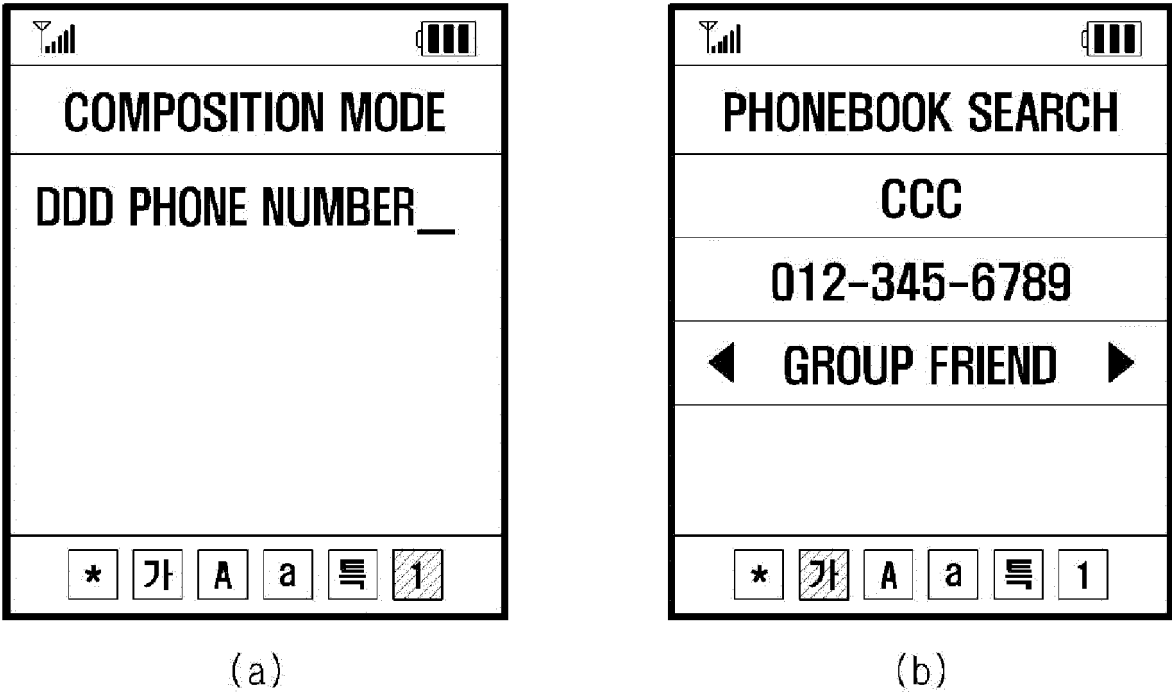 COMPOSITION MODE
DDD PHONE NUMBER_
* 가 A a 특 1
(a)
PHONEBOOK SEARCH
CCC
012-345-6789
◀ GROUP FRIEND ▶
* 가 A a 특 1
(b)